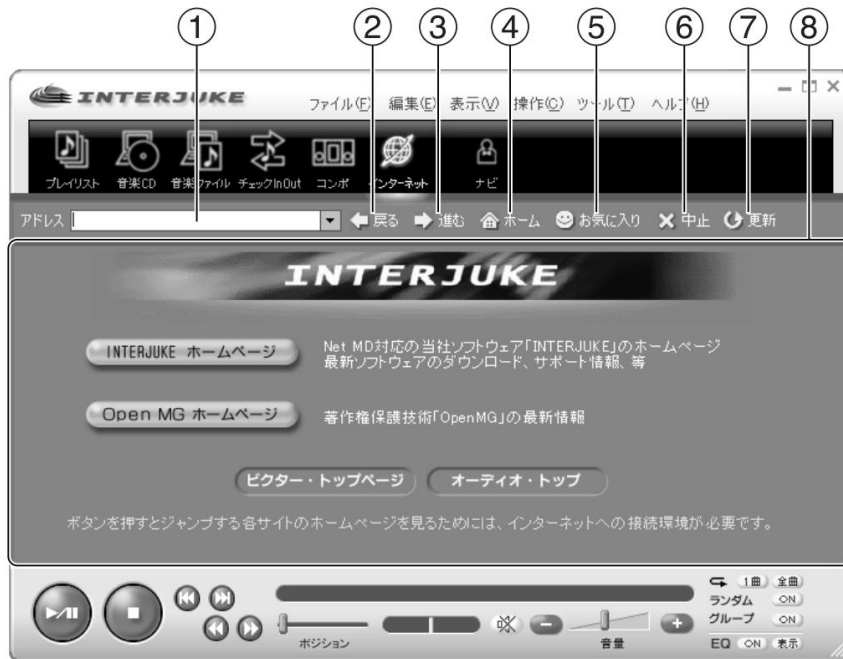 ① ② ③ ④ ⑤ ⑥ ⑦ ⑧
INTERJUKE
ファイル(F) 編集(E) 表示(V) 操作(C) ツール(T) ヘルプ(H)
プレイリスト 音楽CD 音楽ファイル チェックIn Out コンポ インターネット ナビ
アドレス 戻る 進む ホーム お気に入り 中止 更新
INTERJUKE
INTERJUKE ホームページ
Net MD対応の当社ソフトウェア「INTERJUKE」のホームページ
最新ソフトウェアのダウンロード、サポート情報、等
Open MG ホームページ
著作権保護技術「OpenMG」の最新情報
ビクター・トップページ オーディオ・トップ
ボタンを押すとジャンプする各サイトのホームページを見るためには、インターネットへの接続環境が必要です。
1曲 全曲
ランダム ON
グループ ON
EQ ON 表示
ポジション 音量